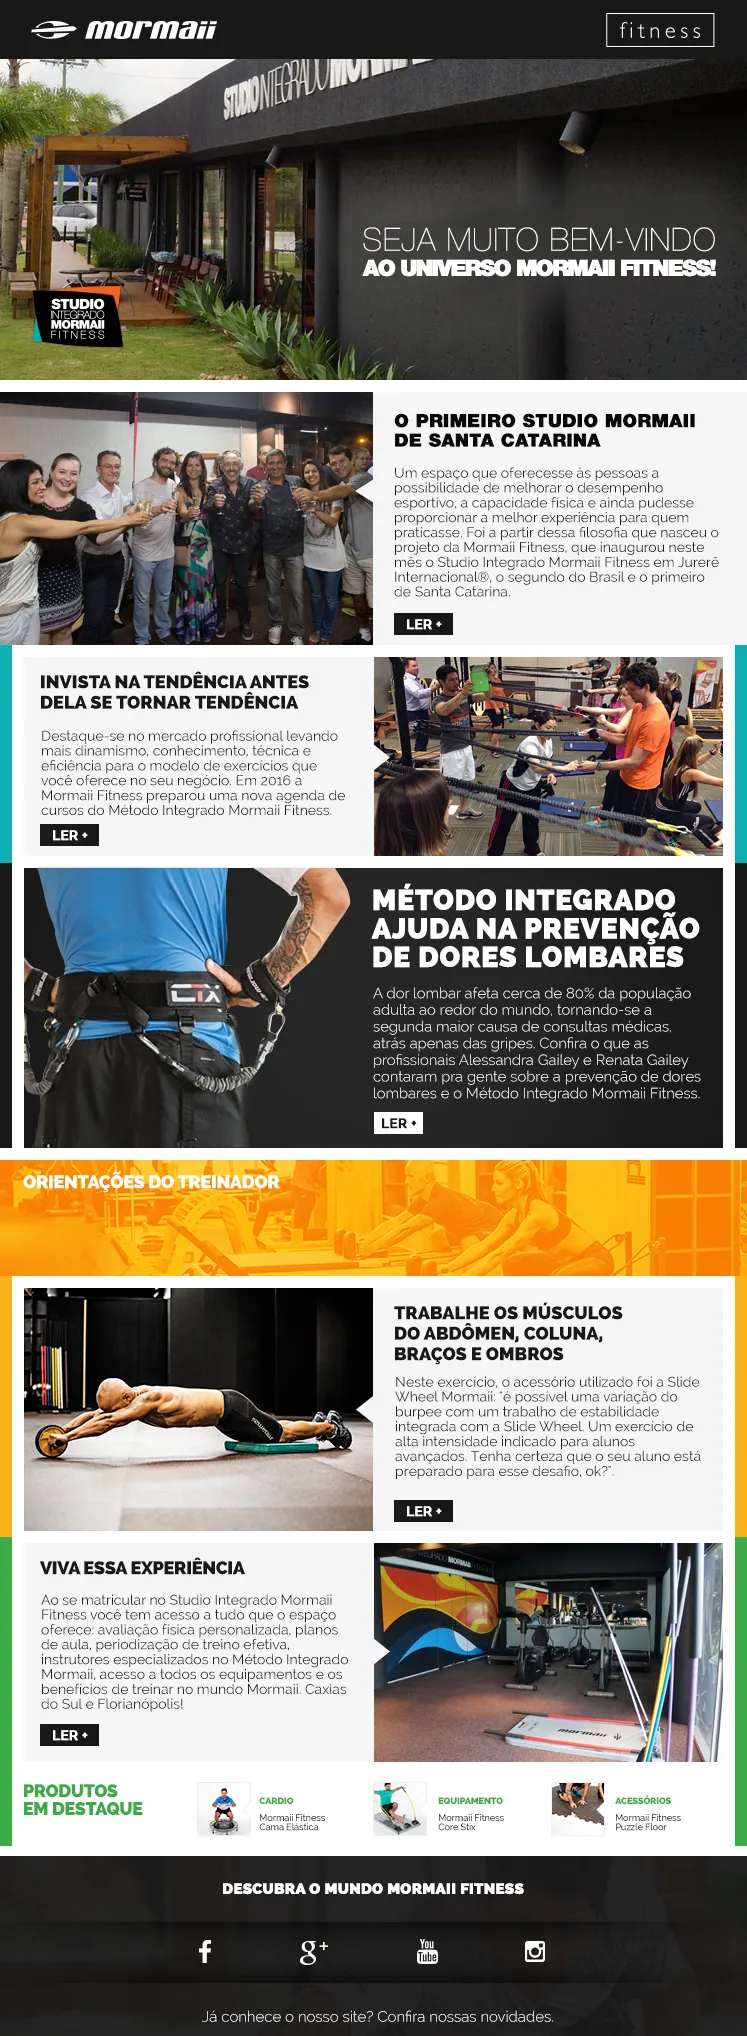 mormaii
fitness
STUDIO INTEGRADO MORMAII
SEJA MUITO BEM-VINDO
AO UNIVERSO MORMAII FITNESS!
STUDIO
INTEGRADO
MORMAII
FITNESS
O PRIMEIRO STUDIO MORMAII
DE SANTA CATARINA
Um espaço que oferecesse às pessoas a
possibilidade de melhorar o desempenho
esportivo, a capacidade física e ainda pudesse
proporcionar a melhor experiência para quem
praticasse. Foi a partir dessa filosofia que nasceu o
projeto da Mormaii Fitness, que inaugurou neste
mês o Studio Integrado Mormaii Fitness em Jurerê
Internacional®, o segundo do Brasil e o primeiro
de Santa Catarina.
LER +
INVISTA NA TENDÊNCIA ANTES
DELA SE TORNAR TENDÊNCIA
Destaque-se no mercado profissional levando
mais dinamismo, conhecimento, técnica e
eficiência para o modelo de exercícios que
você oferece no seu negócio. Em 2016 a
Mormaii Fitness preparou uma nova agenda de
cursos do Método Integrado Mormaii Fitness.
LER +
CTX
MÉTODO INTEGRADO
AJUDA NA PREVENÇÃO
DE DORES LOMBARES
A dor lombar afeta cerca de 80% da população
adulta ao redor do mundo, tornando-se a
segunda maior causa de consultas médicas,
atrás apenas das gripes. Confira o que as
profissionais Alessandra Gailey e Renata Gailey
contaram pra gente sobre a prevenção de dores
lombares e o Método Integrado Mormaii Fitness.
LER +
ORIENTAÇÕES DO TREINADOR
TRABALHE OS MÚSCULOS
DO ABDÔMEN, COLUNA,
BRAÇOS E OMBROS
Neste exercício, o acessório utilizado foi a Slide
Wheel Mormaii: "é possível uma variação do
burpee com um trabalho de estabilidade
integrada com a Slide Wheel. Um exercício de
alta intensidade indicado para alunos
avançados. Tenha certeza que o seu aluno está
preparado para esse desafio, ok?".
mormaii
LER +
VIVA ESSA EXPERIÊNCIA
Ao se matricular no Studio Integrado Mormaii
Fitness você tem acesso a tudo que o espaço
oferece: avaliação física personalizada, planos
de aula, periodização de treino efetiva,
instrutores especializados no Método Integrado
Mormaii, acesso a todos os equipamentos e os
benefícios de treinar no mundo Mormaii. Caxias
do Sul e Florianópolis!
LER +
mormaii
PRODUTOS
EM DESTAQUE
CARDIO
Mormaii Fitness
Cama Elástica
EQUIPAMENTO
Mormaii Fitness
Core Stix
ACESSÓRIOS
Mormaii Fitness
Puzzle Floor
DESCUBRA O MUNDO MORMAII FITNESS
f
g+
You
Tube
Já conhece o nosso site? Confira nossas novidades.